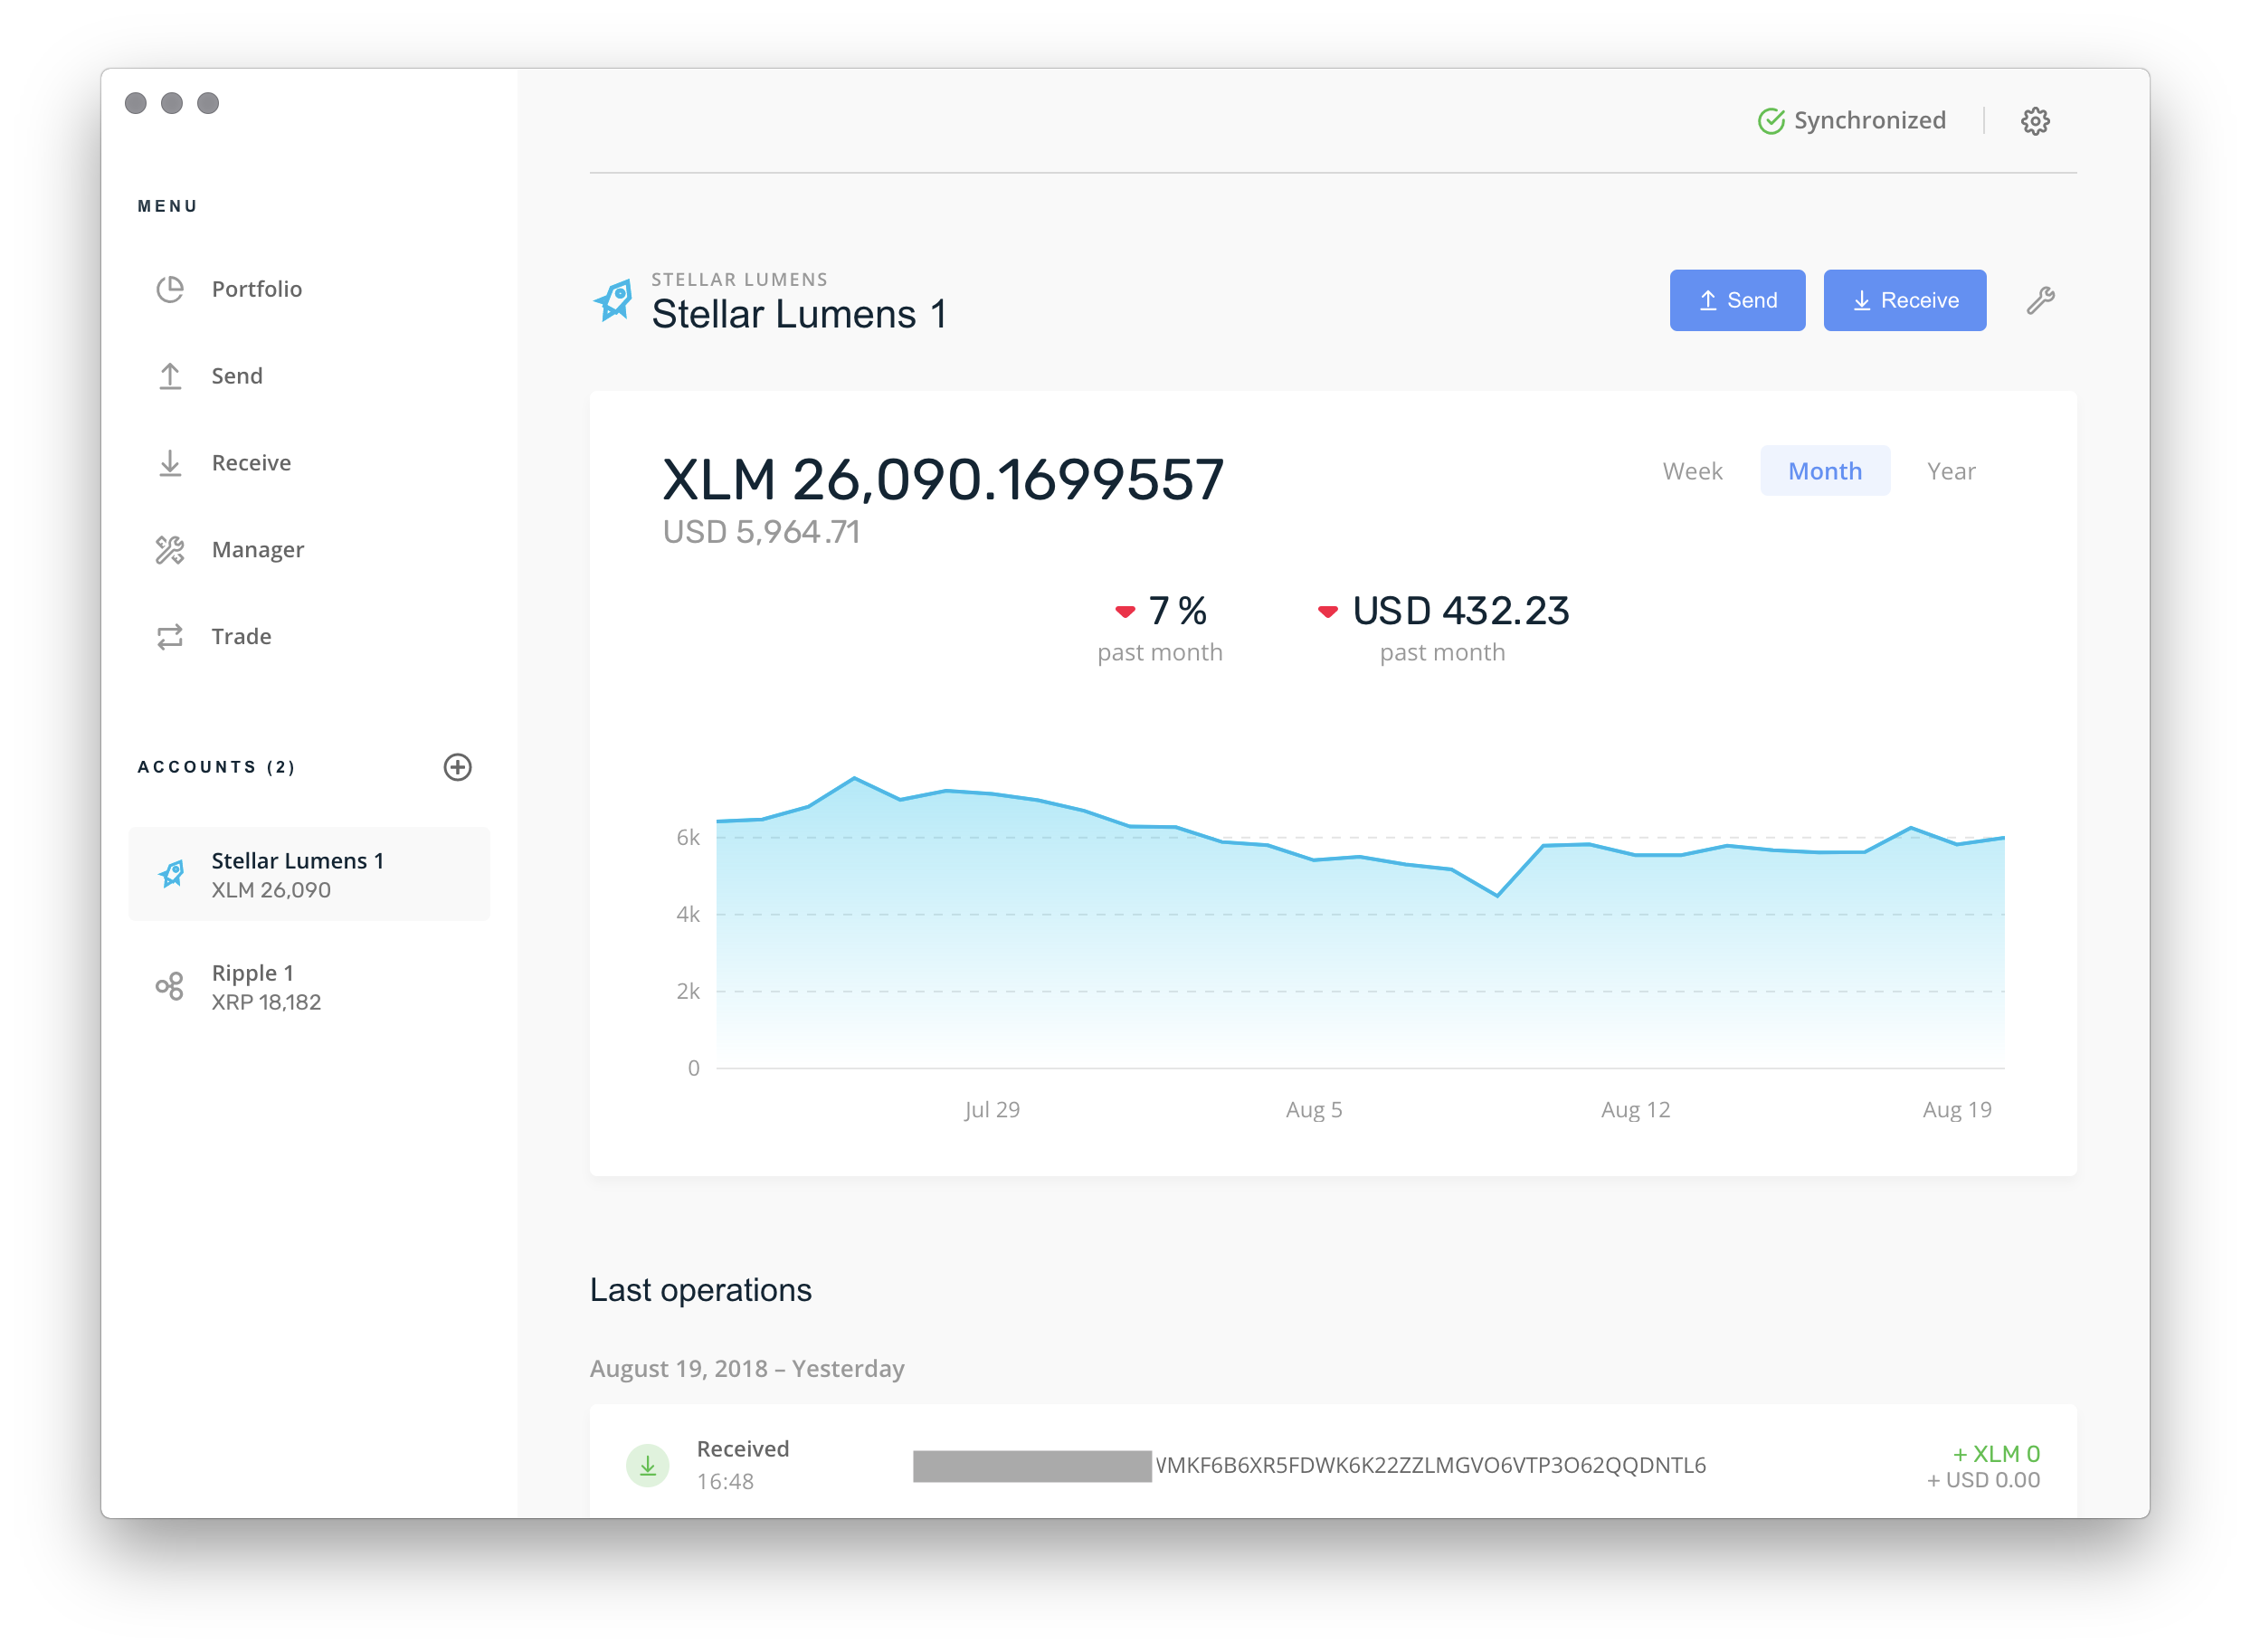 Synchronized
MENU
Portfolio
Send
Receive
Manager
Trade
ACCOUNTS (2)
Stellar Lumens 1
XLM 26,090
Ripple 1
XRP 18,182
STELLAR LUMENS
Stellar Lumens 1
Send
Receive
XLM 26,090.1699557
USD 5,964.71
Week
Month
Year
7 %
past month
USD 432.23
past month
6k
4k
2k
0
Jul 29
Aug 5
Aug 12
Aug 19
Last operations
August 19, 2018 – Yesterday
Received
16:48
VMKF6B6XR5FDWK6K22ZZLMGVO6VTP3O62QQDNTL6
+ XLM 0
+ USD 0.00